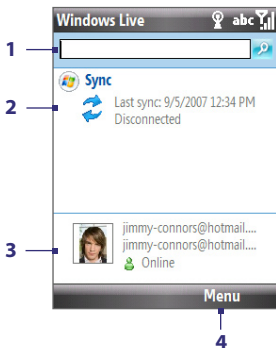 Windows Live abc
1
Sync
2
Last sync: 9/5/2007 12:34 PM
Disconnected
jimmy-connors@hotmail....
3
jimmy-connors@hotmail....
Online
Menu
4